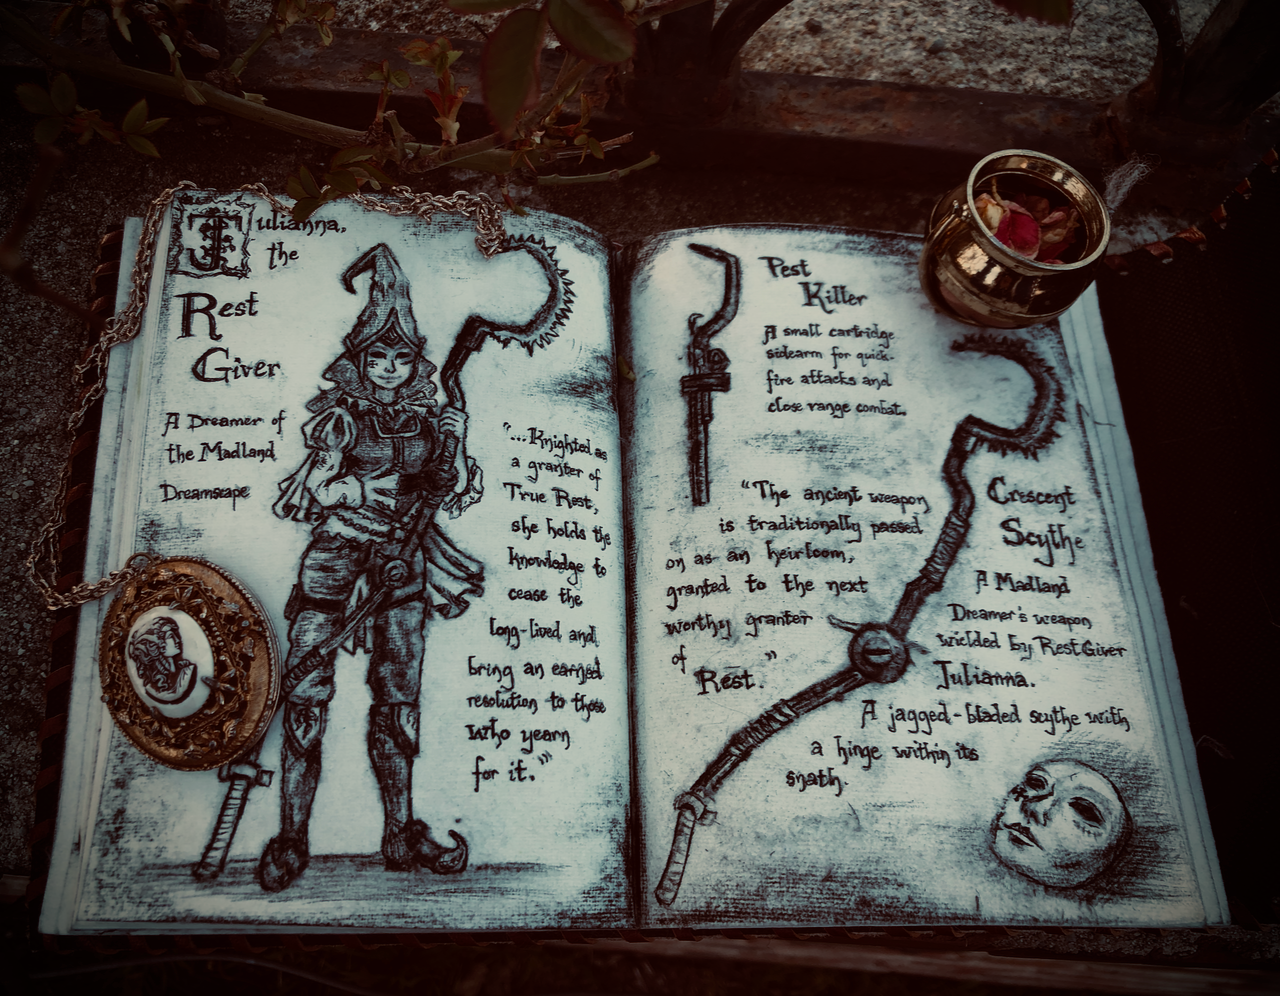 Julianna,
the
Rest
Giver
A Dreamer of
the Madland
Dreamscape
"...Knighted as
a granter of
True Rest,
she holds the
knowledge to
cease the
long-lived and
bring an earned
resolution to those
who yearn
for it."
Pest
Killer
A small cartridge
sidearm for quick-
fire attacks and
close range combat.
"The ancient weapon
is traditionally passed
on as an heirloom,
granted to the next
worthy granter
of
Rest."
Crescent
Scythe
A Madland
Dreamer's weapon
wielded by Rest Giver
Julianna.
A jagged-bladed scythe with
a hinge within its
snath.